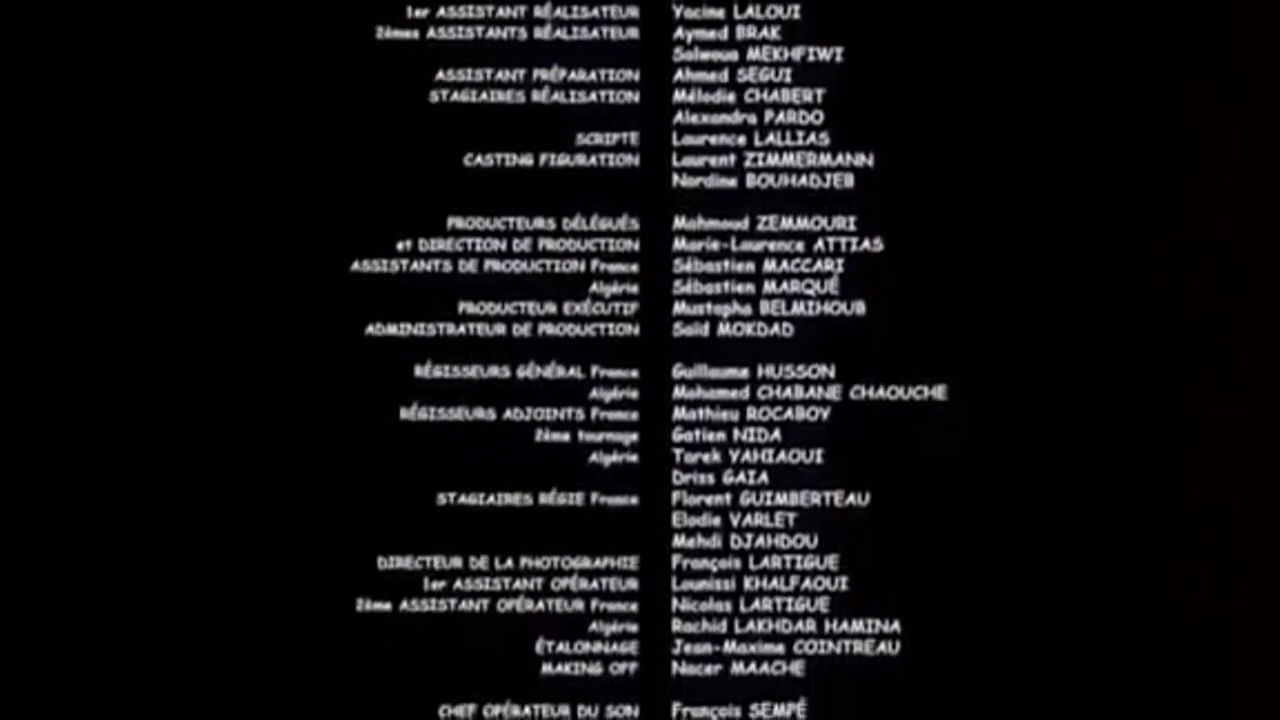 1er ASSISTANT RÉALISATEUR Yacine LALOUI
2èmes ASSISTANTS RÉALISATEUR Aymed BRAK
Salwoua MEKHFIWI
ASSISTANT PRÉPARATION Ahmed SEGUI
STAGIAIRES RÉALISATION Mélodie CHABERT
Alexandra PARDO
SCRIPTE Laurence LALLIAS
CASTING FIGURATION Laurent ZIMMERMANN
Nordine BOUHADJEB
PRODUCTEURS DÉLÉGUÉS Mahmoud ZEMMOURI
et DIRECTION DE PRODUCTION Marie-Laurence ATTIAS
ASSISTANTS DE PRODUCTION France Sébastien MACCARI
Algérie Sébastien MARQUÉ
PRODUCTEUR EXÉCUTIF Mustapha BELMIHOUB
ADMINISTRATEUR DE PRODUCTION Saïd MOKDAD
RÉGISSEURS GÉNÉRAL France Guillaume HUSSON
Algérie Mohamed CHABANE CHAOUCHE
RÉGISSEURS ADJOINTS France Mathieu ROCABOY
2ème tournage Gatien NIDA
Algérie Tarek YAHIAOUI
Driss GAIA
STAGIAIRES RÉGIE France Florent GUIMBERTEAU
Elodie VARLET
Mehdi DJAHDOU
DIRECTEUR DE LA PHOTOGRAPHIE François LARTIGUE
1er ASSISTANT OPÉRATEUR Lounissi KHALFAOUI
2ème ASSISTANT OPÉRATEUR France Nicolas LARTIGUE
Algérie Rachid LAKHDAR HAMINA
ÉTALONNAGE Jean-Maxime COINTREAU
MAKING OFF Nacer MAACHE
CHEF OPÉRATEUR DU SON François SEMPÉ